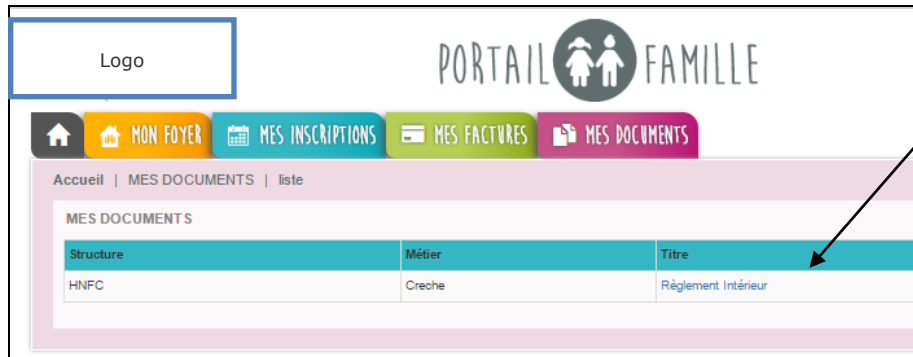 Logo
PORTAIL FAMILLE
MON FOYER MES INSCRIPTIONS MES FACTURES MES DOCUMENTS
Accueil | MES DOCUMENTS | liste
MES DOCUMENTS
Structure Métier Titre
HNFC Creche Règlement Intérieur